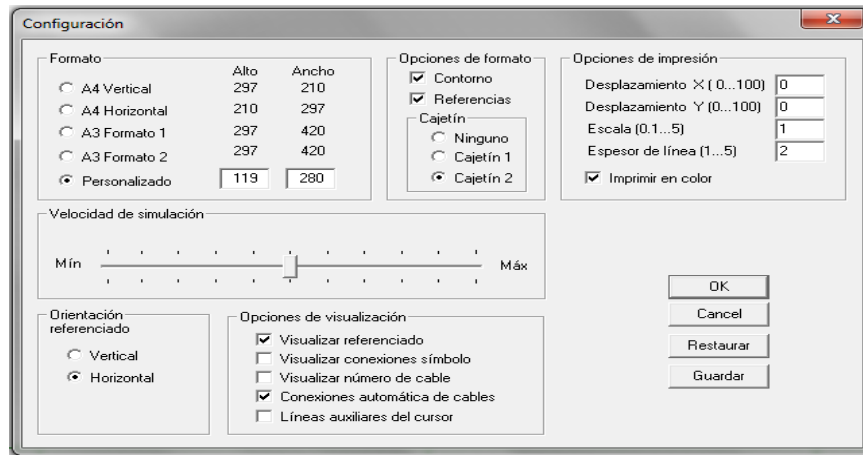 Configuración
Formato
Alto Ancho
A4 Vertical 297 210
A4 Horizontal 210 297
A3 Formato 1 297 420
A3 Formato 2 297 420
Personalizado 119 280
Opciones de formato
Contorno
Referencias
Cajetín
Ninguno
Cajetín 1
Cajetín 2
Opciones de impresión
Desplazamiento X ( 0...100) 0
Desplazamiento Y (0...100) 0
Escala (0.1...5) 1
Espesor de línea (1...5) 2
Imprimir en color
Velocidad de simulación
Mín Máx
Orientación
referenciado
Vertical
Horizontal
Opciones de visualización
Visualizar referenciado
Visualizar conexiones símbolo
Visualizar número de cable
Conexiones automática de cables
Líneas auxiliares del cursor
OK
Cancel
Restaurar
Guardar